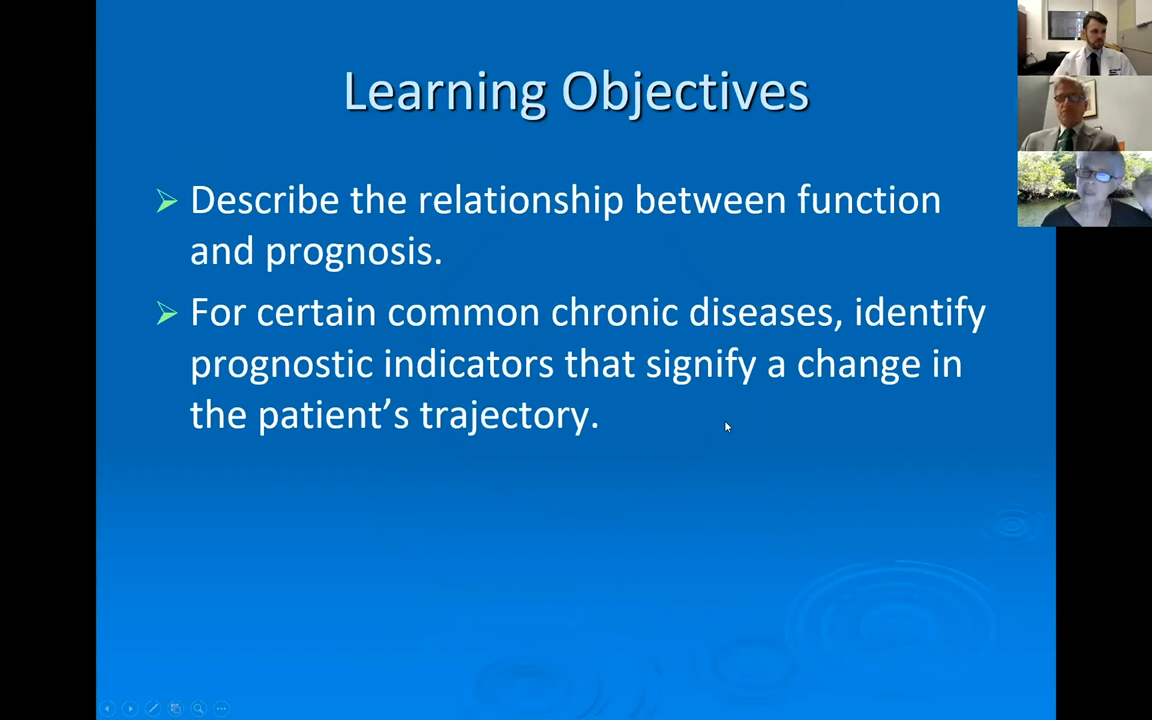 Learning Objectives
Describe the relationship between function
and prognosis.
For certain common chronic diseases, identify
prognostic indicators that signify a change in
the patient’s trajectory.